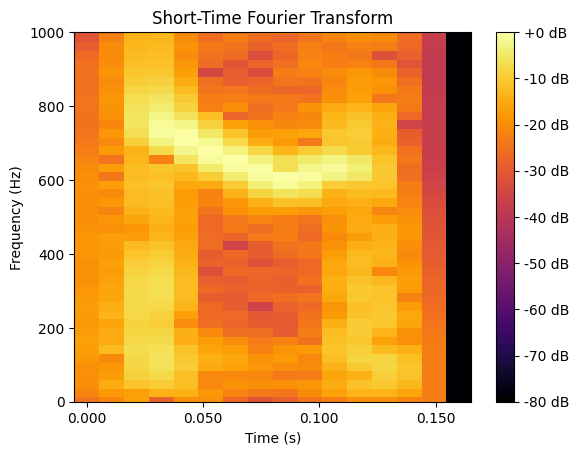 Short-Time Fourier Transform
Frequency (Hz)
1000
800
600
400
200
0
0.000
0.050
0.100
0.150
Time (s)
+0 dB
-10 dB
-20 dB
-30 dB
-40 dB
-50 dB
-60 dB
-70 dB
-80 dB